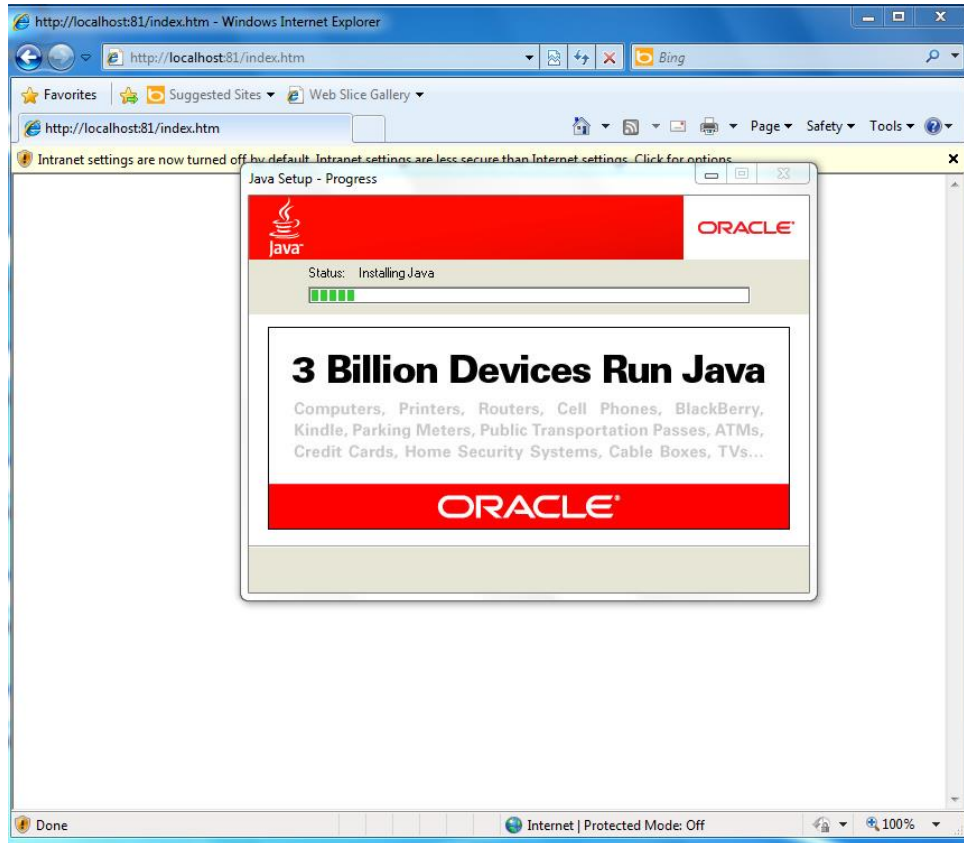 http://localhost:81/index.htm - Windows Internet Explorer
http://localhost:81/index.htm
Bing
Favorites
Suggested Sites
Web Slice Gallery
http://localhost:81/index.htm
Page
Safety
Tools
Intranet settings are now turned off by default. Intranet settings are less secure than Internet settings. Click for options
Java Setup - Progress
Java
ORACLE
Status: Installing Java
3 Billion Devices Run Java
Computers, Printers, Routers, Cell Phones, BlackBerry,
Kindle, Parking Meters, Public Transportation Passes, ATMs,
Credit Cards, Home Security Systems, Cable Boxes, TVs...
ORACLE
Done
Internet | Protected Mode: Off
100%